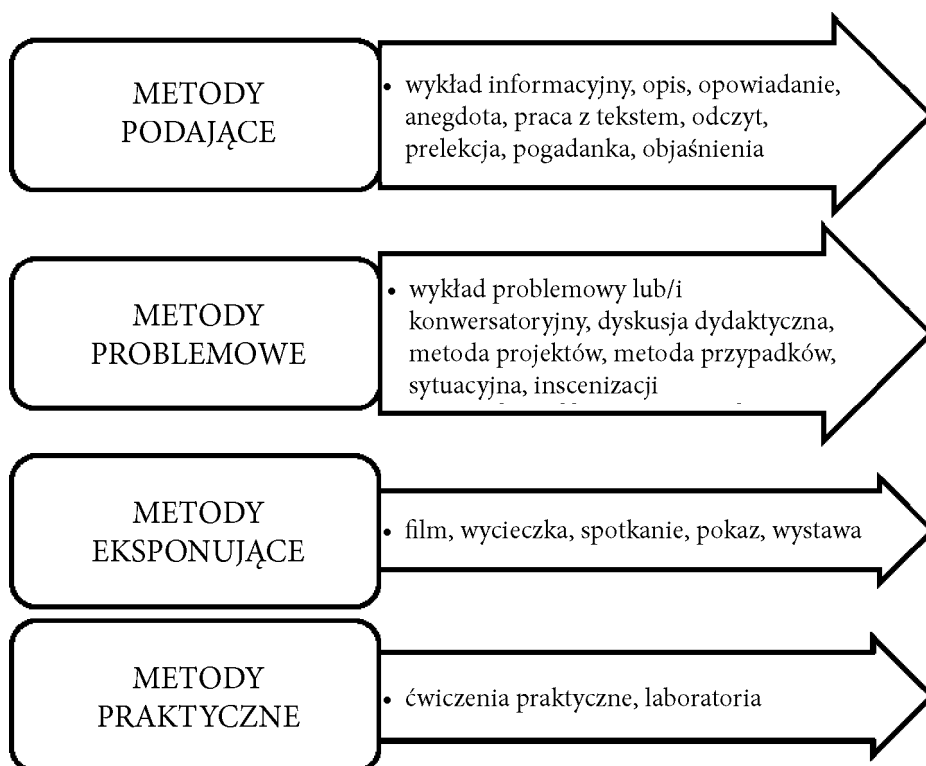 METODY
PODAJĄCE
• wykład informacyjny, opis, opowiadanie,
anegdota, praca z tekstem, odczyt,
prelekcja, pogadanka, objaśnienia
METODY
PROBLEMOWE
• wykład problemowy lub/i
konwersatoryjny, dyskusja dydaktyczna,
metoda projektów, metoda przypadków,
sytuacyjna, inscenizacji
METODY
EKSPONUJĄCE
• film, wycieczka, spotkanie, pokaz, wystawa
METODY
PRAKTYCZNE
• ćwiczenia praktyczne, laboratoria